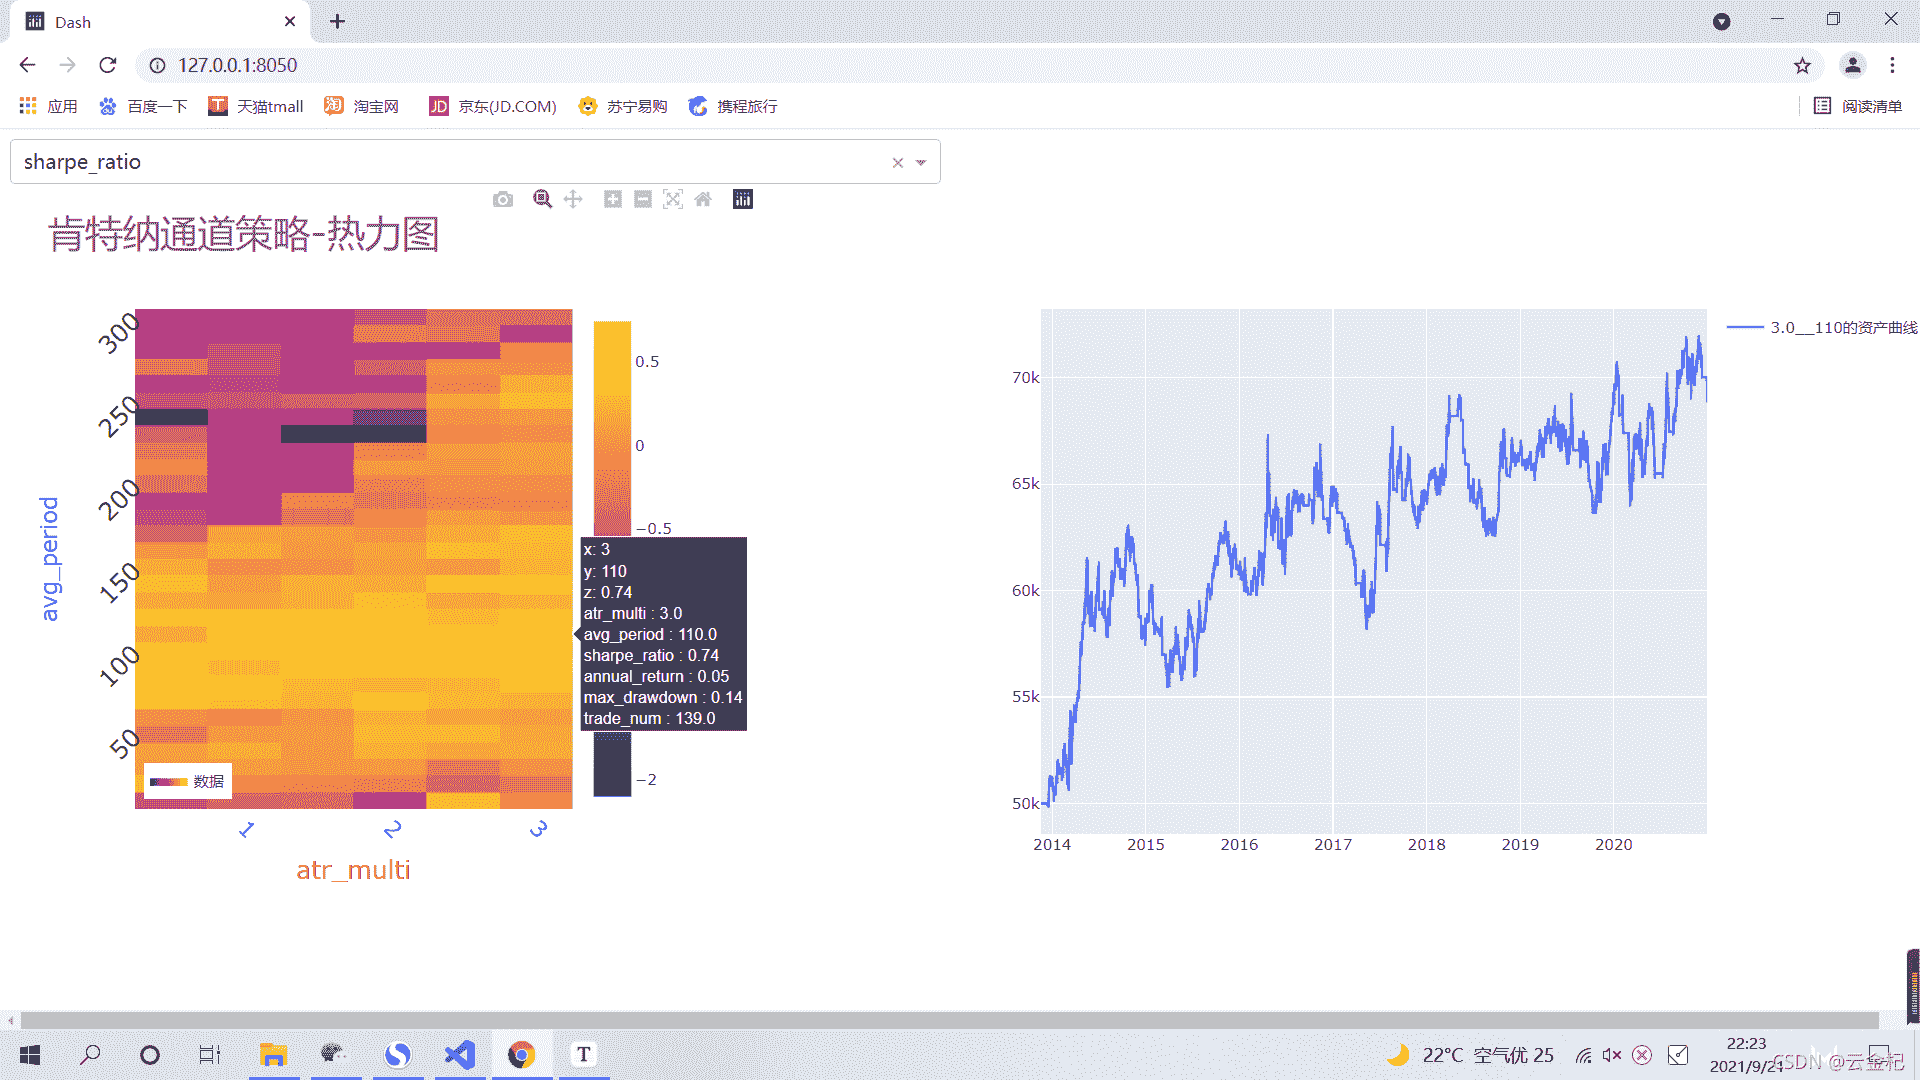 Dash
127.0.0.1:8050
应用 百度一下 天猫tmall 淘宝网 京东(JD.COM) 苏宁易购 携程旅行 阅读清单
sharpe_ratio
肯特纳通道策略-热力图
300
250
200
150
100
50
avg_period
1 2 3
atr_multi
数据
0.5
0
−0.5
−2
x: 3
y: 110
z: 0.74
atr_multi : 3.0
avg_period : 110.0
sharpe_ratio : 0.74
annual_return : 0.05
max_drawdown : 0.14
trade_num : 139.0
3.0__110的资产曲线
70k
65k
60k
55k
50k
2014 2015 2016 2017 2018 2019 2020
22°C 空气优 25
22:23
2021/9/21
CSDN @云金杞